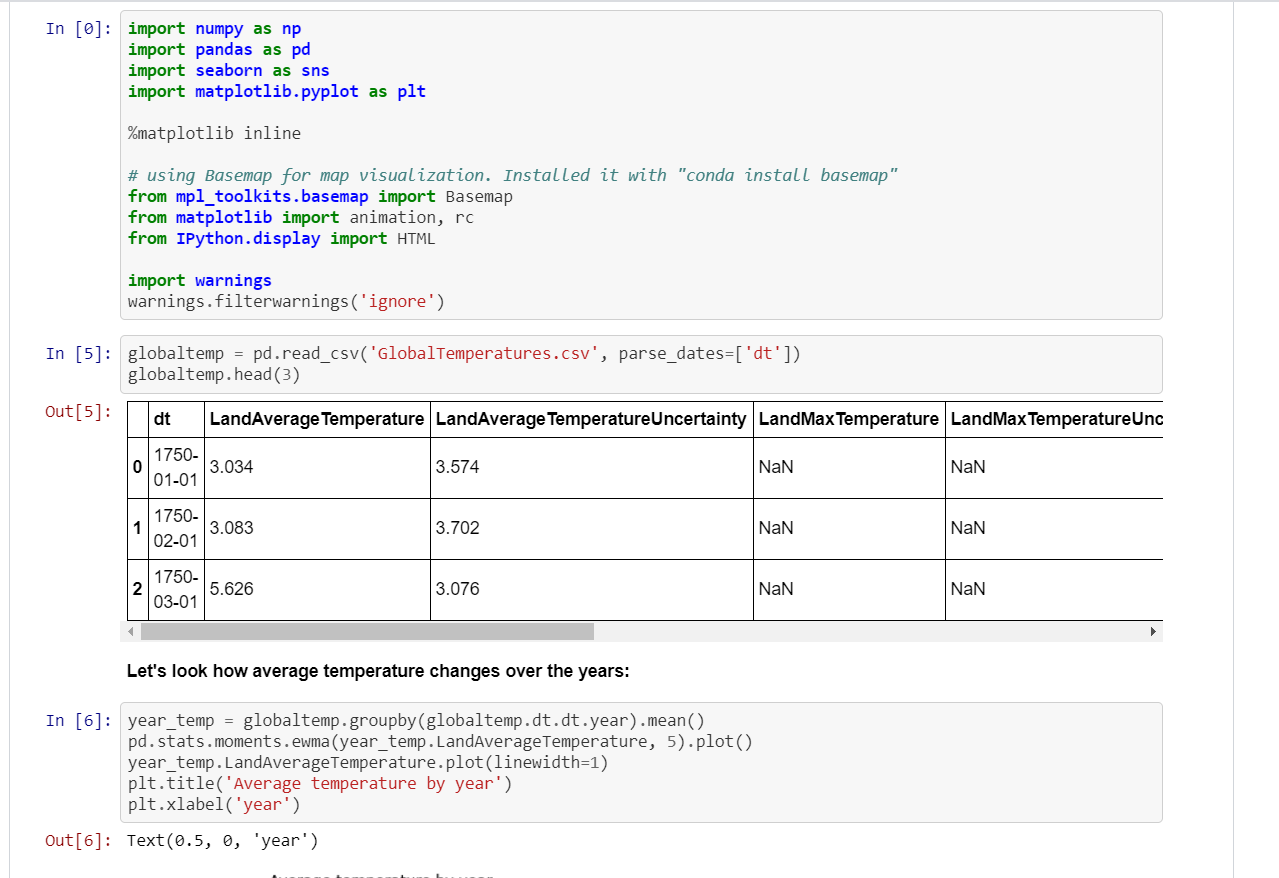 In [0]: import numpy as np
import pandas as pd
import seaborn as sns
import matplotlib.pyplot as plt
%matplotlib inline
# using Basemap for map visualization. Installed it with "conda install basemap"
from mpl_toolkits.basemap import Basemap
from matplotlib import animation, rc
from IPython.display import HTML
import warnings
warnings.filterwarnings('ignore')
In [5]: globaltemp = pd.read_csv('GlobalTemperatures.csv', parse_dates=['dt'])
globaltemp.head(3)
Out[5]:
dt LandAverageTemperature LandAverageTemperatureUncertainty LandMaxTemperature LandMaxTemperatureUnc
0 1750-01-01 3.034 3.574 NaN NaN
1 1750-02-01 3.083 3.702 NaN NaN
2 1750-03-01 5.626 3.076 NaN NaN
Let's look how average temperature changes over the years:
In [6]: year_temp = globaltemp.groupby(globaltemp.dt.dt.year).mean()
pd.stats.moments.ewma(year_temp.LandAverageTemperature, 5).plot()
year_temp.LandAverageTemperature.plot(linewidth=1)
plt.title('Average temperature by year')
plt.xlabel('year')
Out[6]: Text(0.5, 0, 'year')